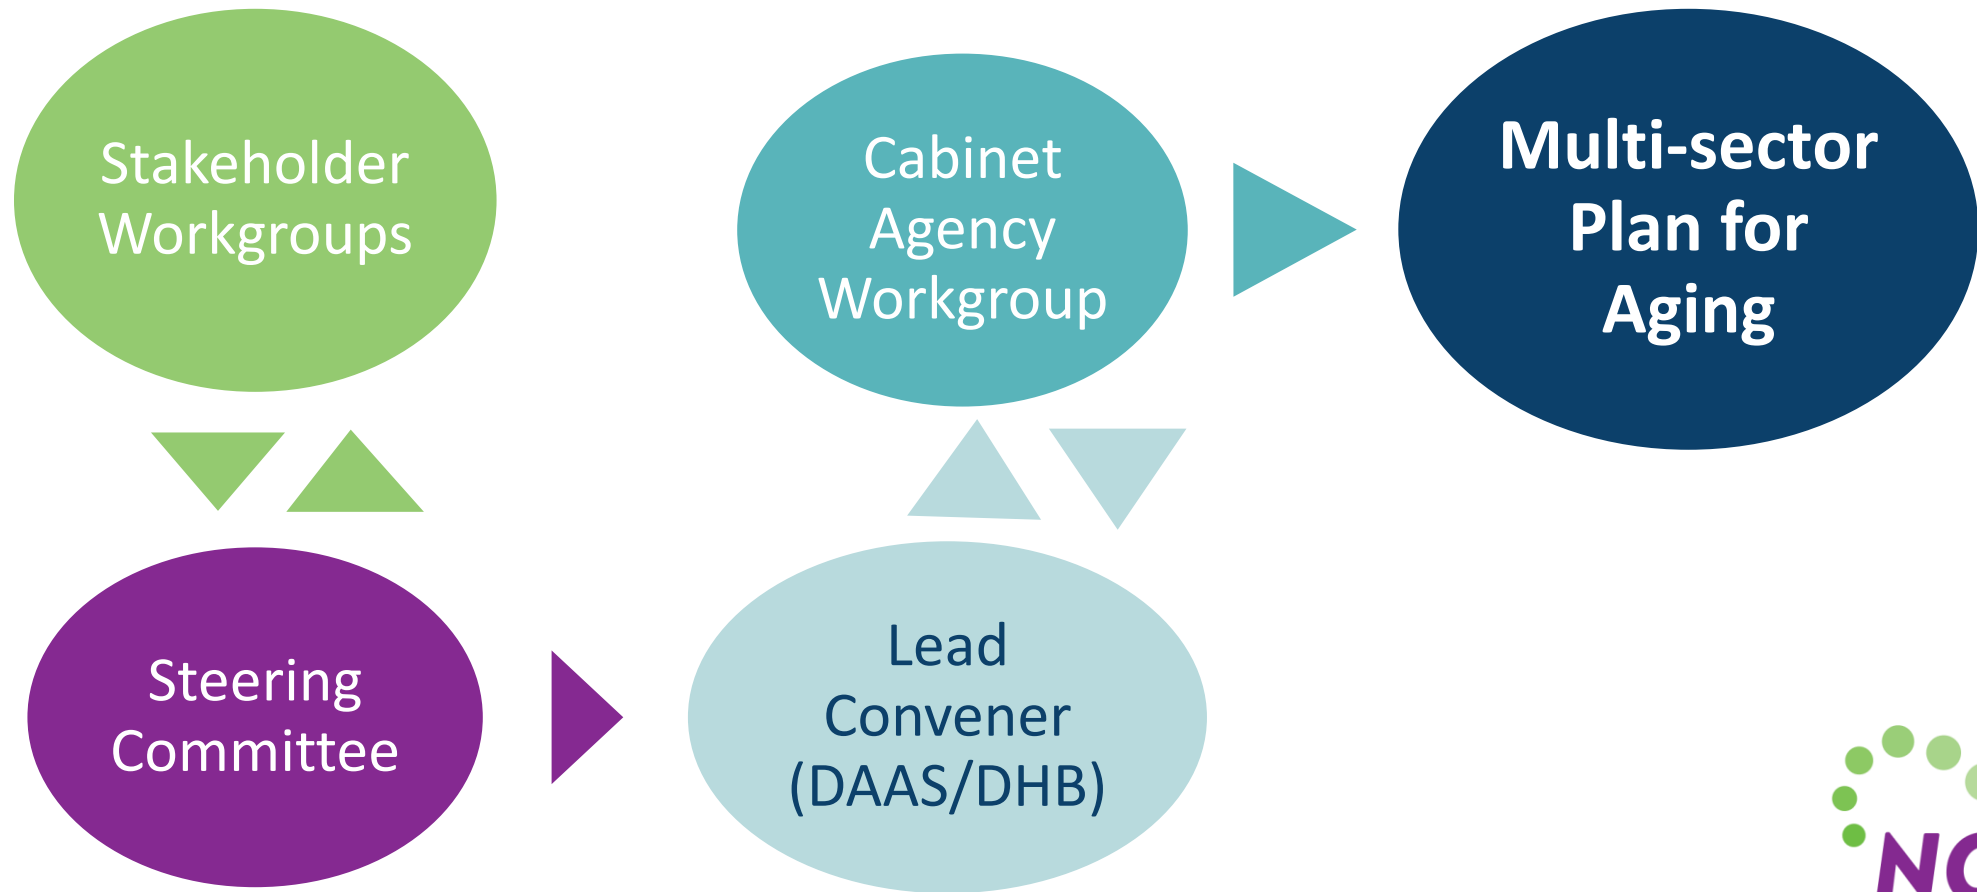 Stakeholder
Workgroups
Cabinet
Agency
Workgroup
Multi-sector
Plan for
Aging
Steering
Committee
Lead
Convener
(DAAS/DHB)